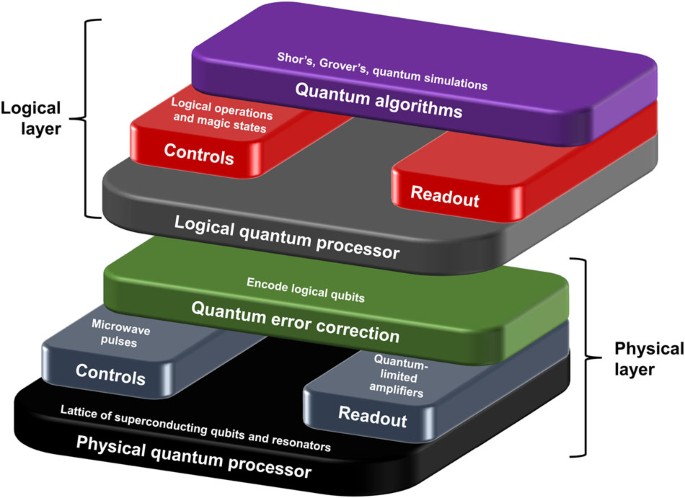 Shor's, Grover's, quantum simulations
Quantum algorithms
Logical
layer
Logical operations
and magic states
Controls
Readout
Logical quantum processor
Encode logical qubits
Quantum error correction
Microwave
pulses
Controls
Quantum-
limited
amplifiers
Readout
Physical
layer
Lattice of superconducting qubits and resonators
Physical quantum processor